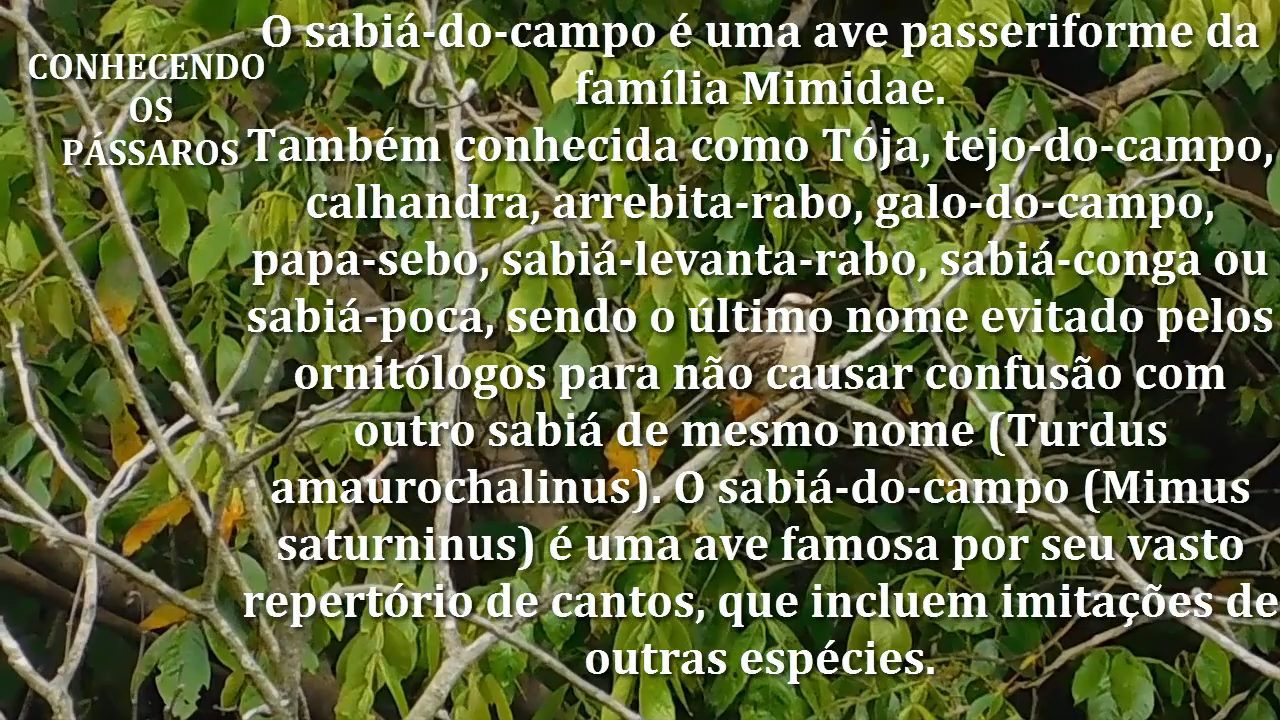 CONHECENDO
OS
PÁSSAROS
O sabiá-do-campo é uma ave passeriforme da
família Mimidae.
Também conhecida como Tója, tejo-do-campo,
calhandra, arrebita-rabo, galo-do-campo,
papa-sebo, sabiá-levanta-rabo, sabiá-conga ou
sabiá-poca, sendo o último nome evitado pelos
ornitólogos para não causar confusão com
outro sabiá de mesmo nome (Turdus
amaurochalinus). O sabiá-do-campo (Mimus
saturninus) é uma ave famosa por seu vasto
repertório de cantos, que incluem imitações de
outras espécies.